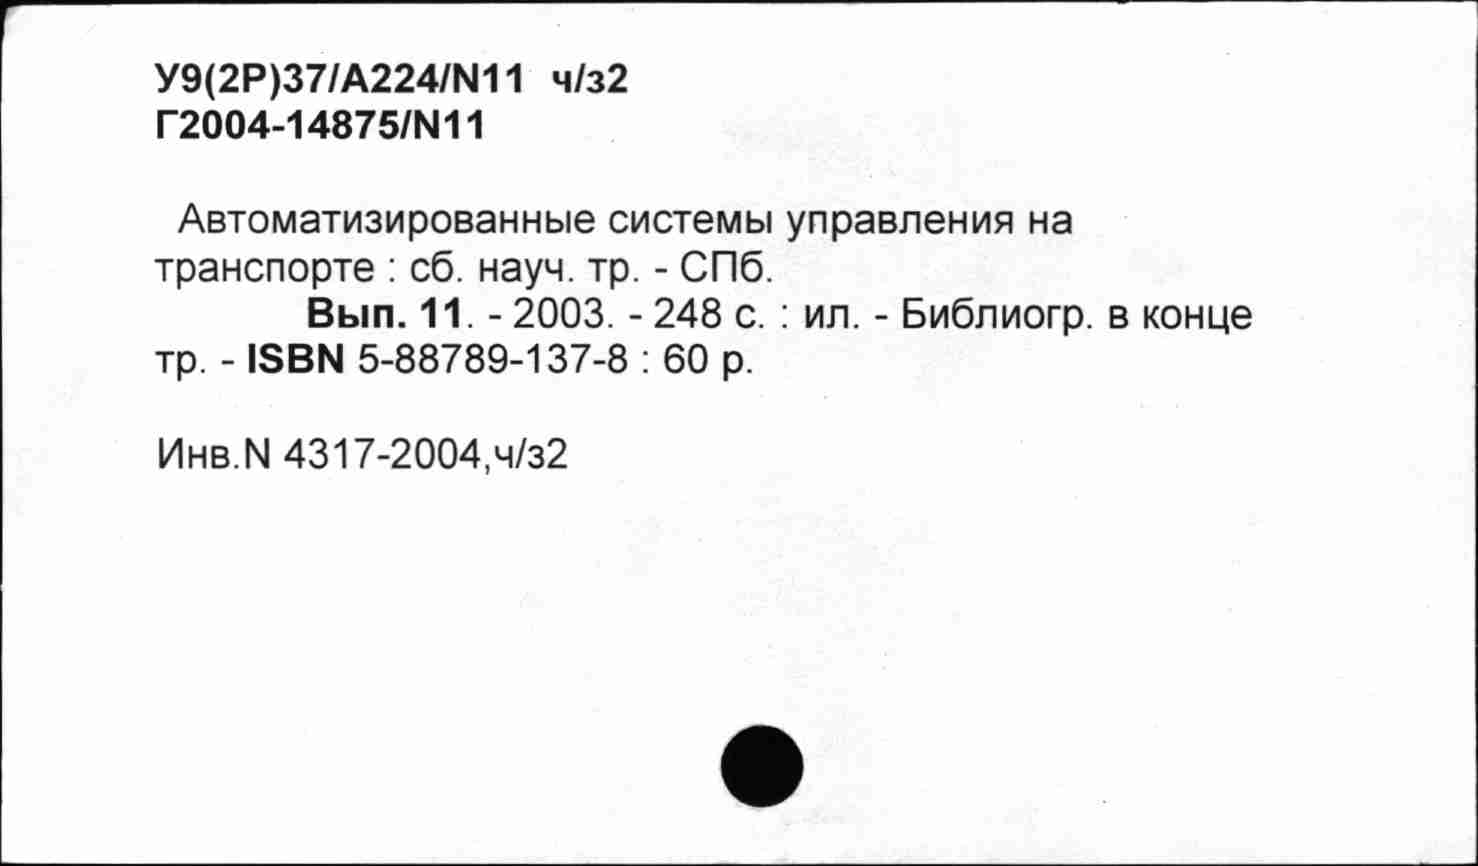 У9(2Р)37/А224/N11 ч/з2
Г2004-14875/N11
Автоматизированные системы управления на
транспорте : сб. науч. тр. - СПб.
Вып. 11. - 2003. - 248 с. : ил. - Библиогр. в конце
тр. - ISBN 5-88789-137-8 : 60 р.
Инв.N 4317-2004,ч/з2